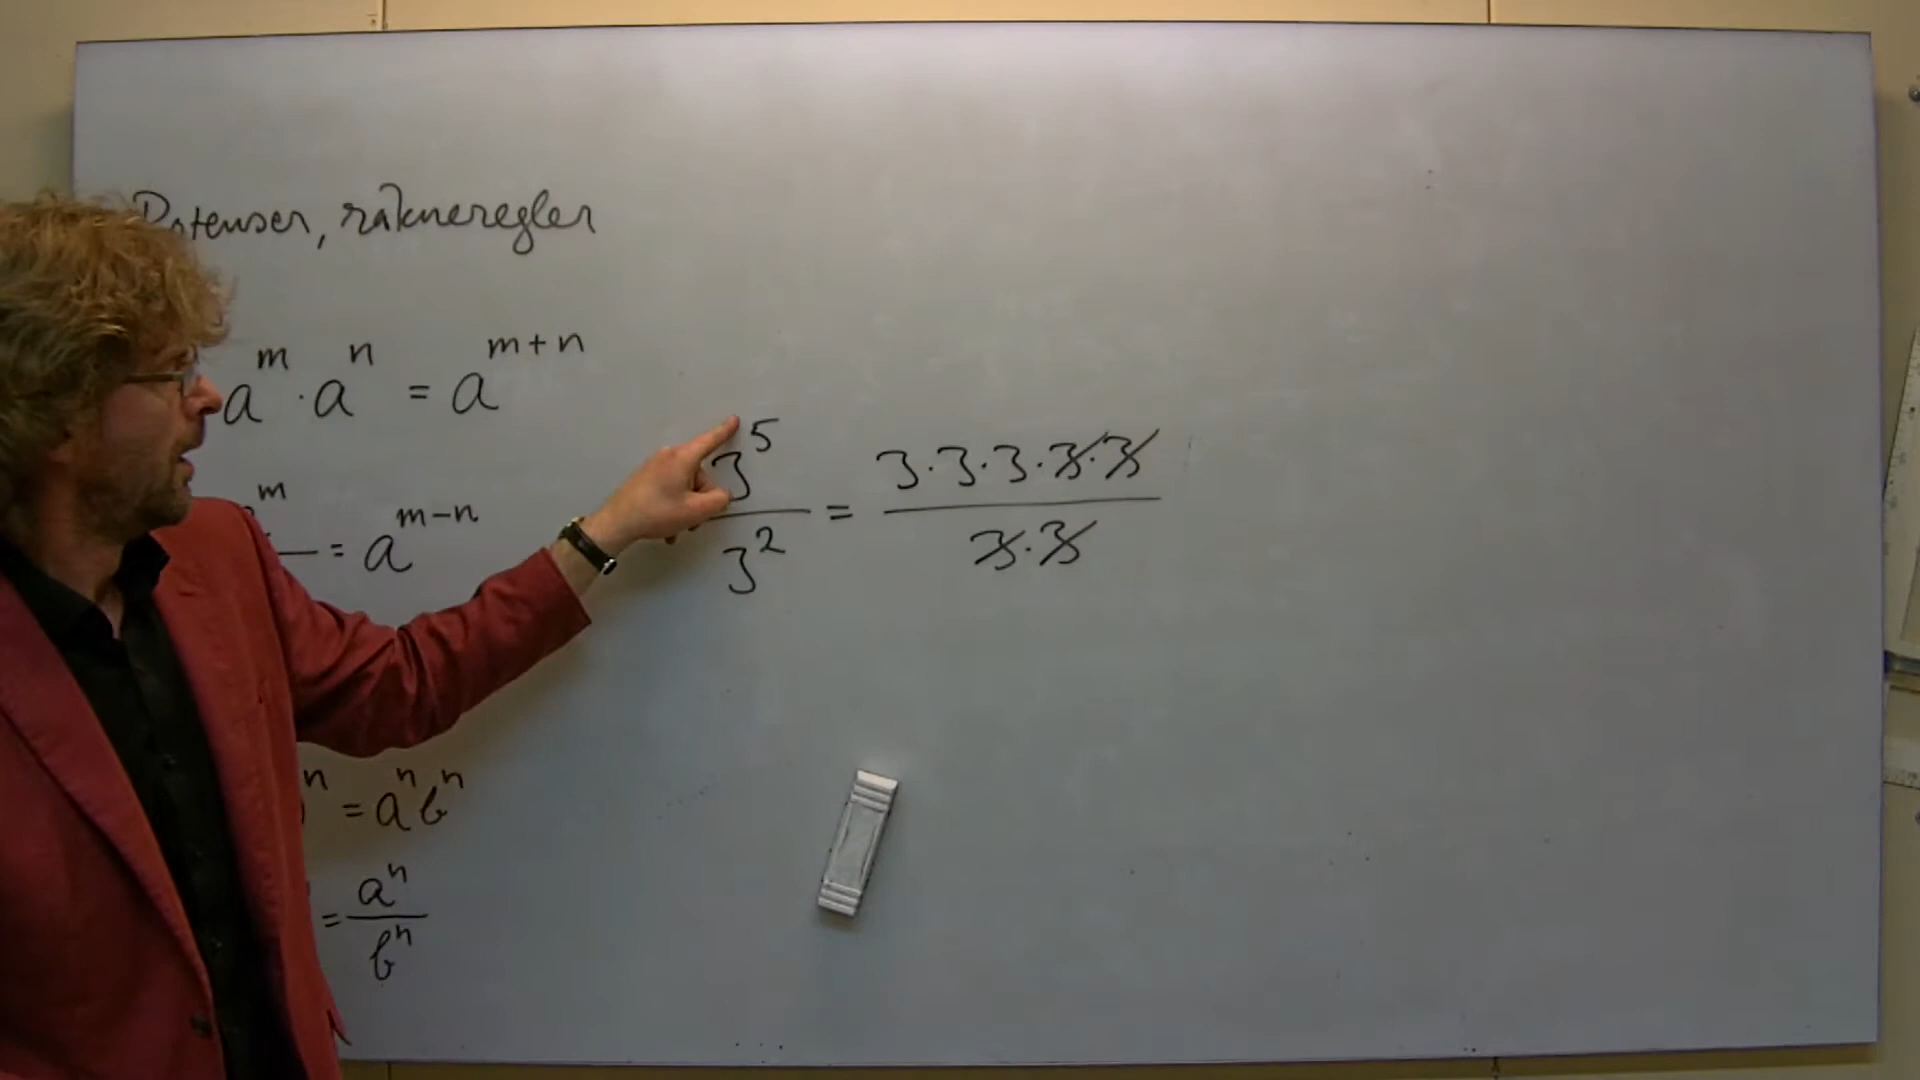 Potenser, räkneregler
a^m · a^n = a^{m+n}
^m = a^{m-n}
3^5 / 3^2 = 3·3·3·3·3 / 3·3
)^n = a^n b^n
= a^n / b^n